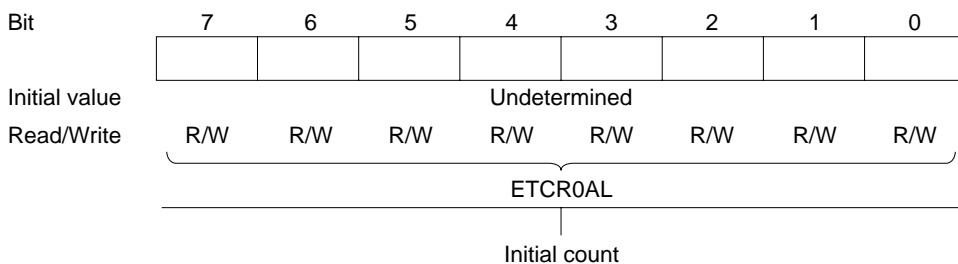 Bit 7 6 5 4 3 2 1 0
Initial value Undetermined
Read/Write R/W R/W R/W R/W R/W R/W R/W R/W
ETCR0AL
Initial count